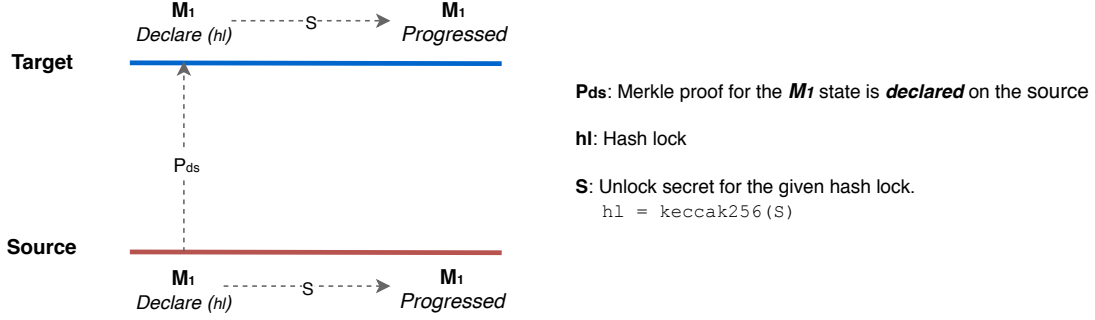 M1
Declare (hl)
S
M1
Progressed
Target
Pds
Source
M1
Declare (hl)
S
M1
Progressed
Pds: Merkle proof for the M1 state is declared on the source
hl: Hash lock
S: Unlock secret for the given hash lock.
hl = keccak256(S)